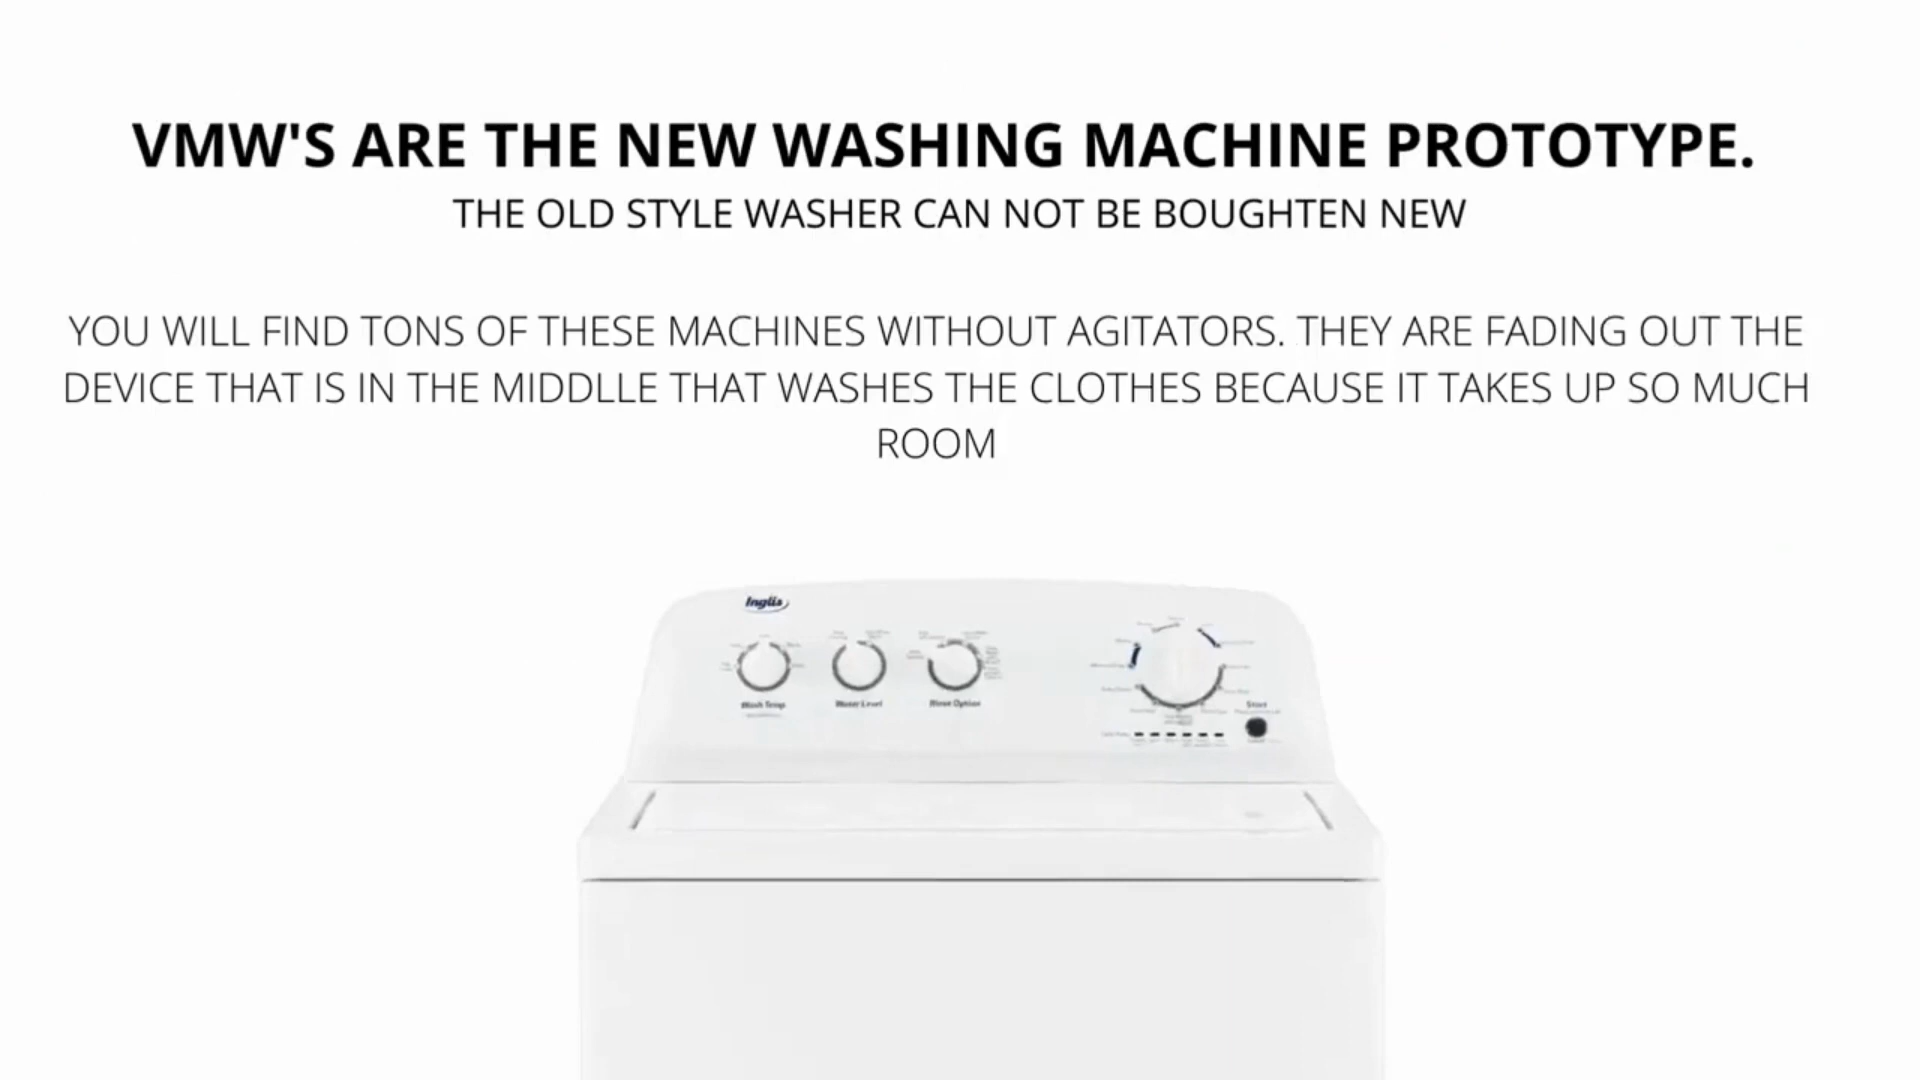 VMW'S ARE THE NEW WASHING MACHINE PROTOTYPE.
THE OLD STYLE WASHER CAN NOT BE BOUGHTEN NEW
YOU WILL FIND TONS OF THESE MACHINES WITHOUT AGITATORS. THEY ARE FADING OUT THE
DEVICE THAT IS IN THE MIDDLLE THAT WASHES THE CLOTHES BECAUSE IT TAKES UP SO MUCH
ROOM
Inglis
Wash Temp Water Level Rinse Option
Start